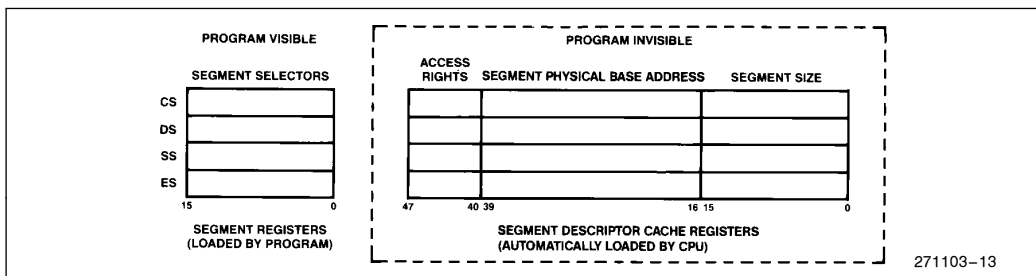 PROGRAM VISIBLE
PROGRAM INVISIBLE
SEGMENT SELECTORS
ACCESS
RIGHTS
SEGMENT PHYSICAL BASE ADDRESS
SEGMENT SIZE
CS
DS
SS
ES
15 0
47 40 39 16 15 0
SEGMENT REGISTERS
(LOADED BY PROGRAM)
SEGMENT DESCRIPTOR CACHE REGISTERS
(AUTOMATICALLY LOADED BY CPU)
271103–13